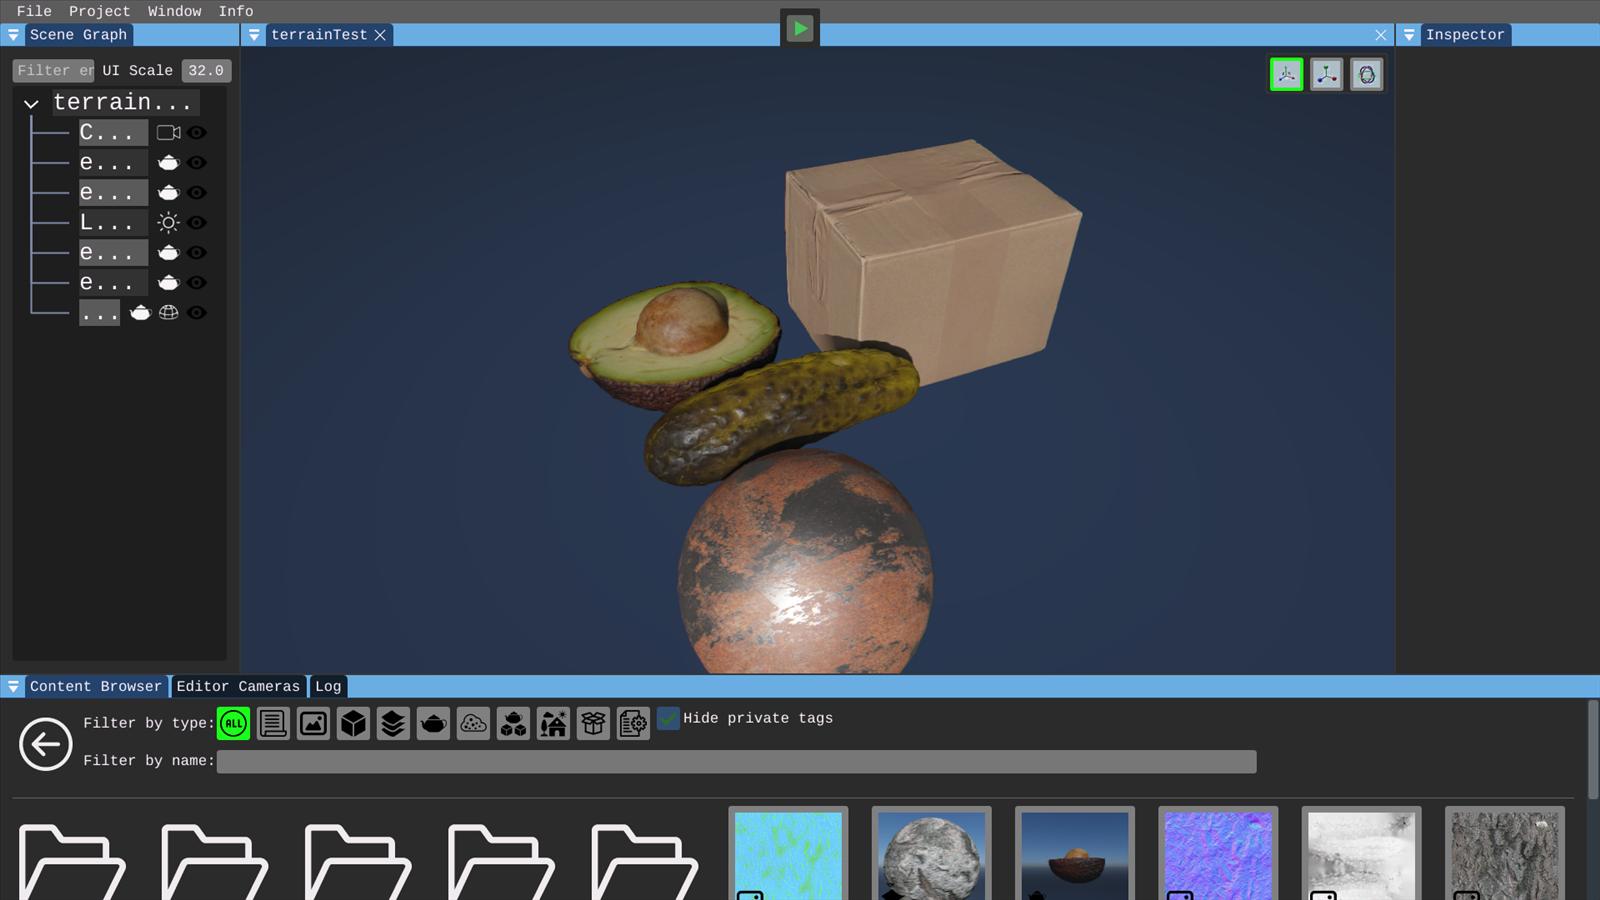 File Project Window Info
Scene Graph
terrainTest
Inspector
Filter er UI Scale 32.0
terrain...
C...
e...
e...
L...
e...
e...
...
Content Browser Editor Cameras Log
Filter by type: ALL Hide private tags
Filter by name: